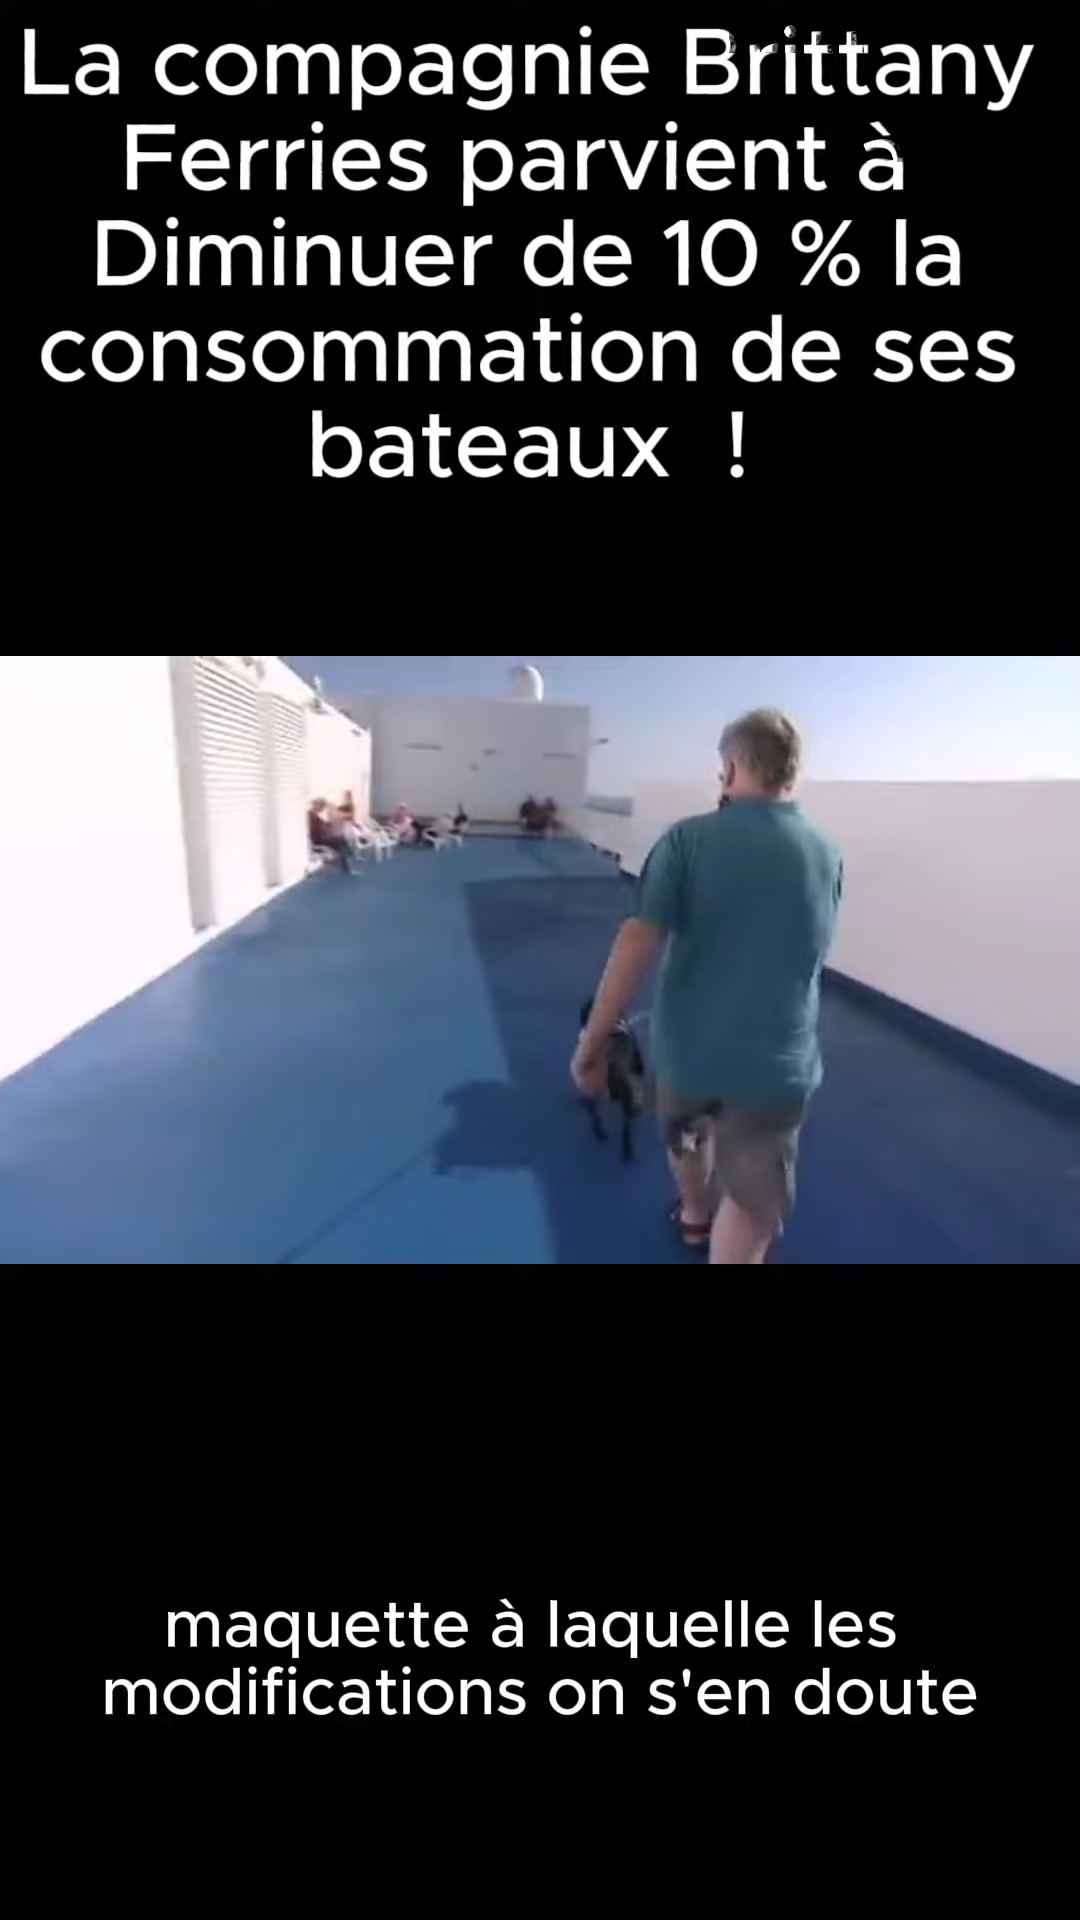 La compagnie Brittany
Ferries parvient à
Diminuer de 10 % la
consommation de ses
bateaux !
maquette à laquelle les
modifications on s'en doute